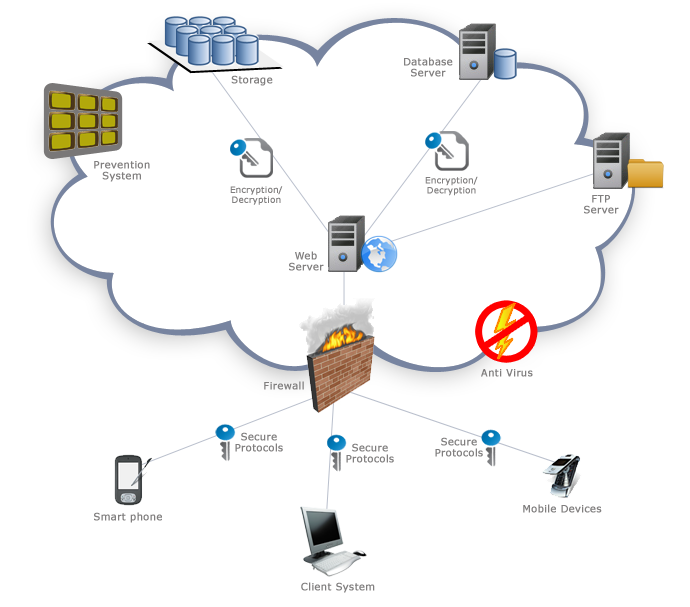 Storage
Database
Server
Prevention
System
Encryption/
Decryption
Encryption/
Decryption
FTP
Server
Web
Server
Anti Virus
Firewall
Secure
Protocols
Secure
Protocols
Secure
Protocols
Smart phone
Mobile Devices
Client System